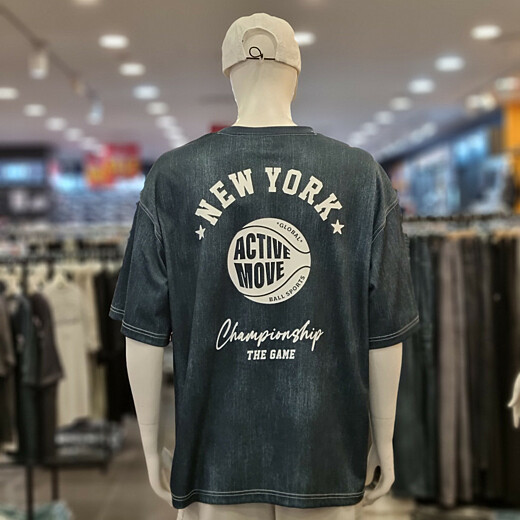 NEW YORK
•GLOBAL•
ACTIVE
MOVE
BALL SPORTS
Championship
THE GAME